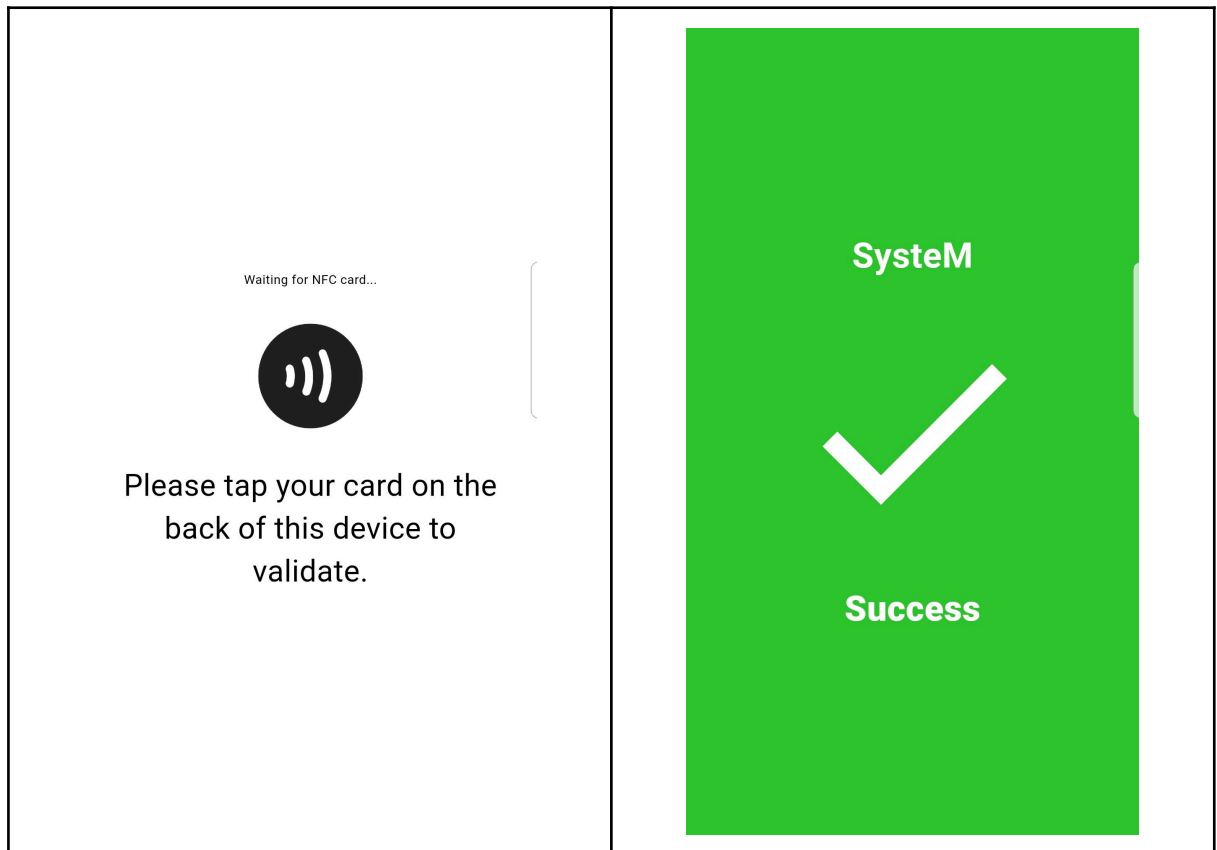 Waiting for NFC card...
Please tap your card on the
back of this device to
validate.
SysteM
Success